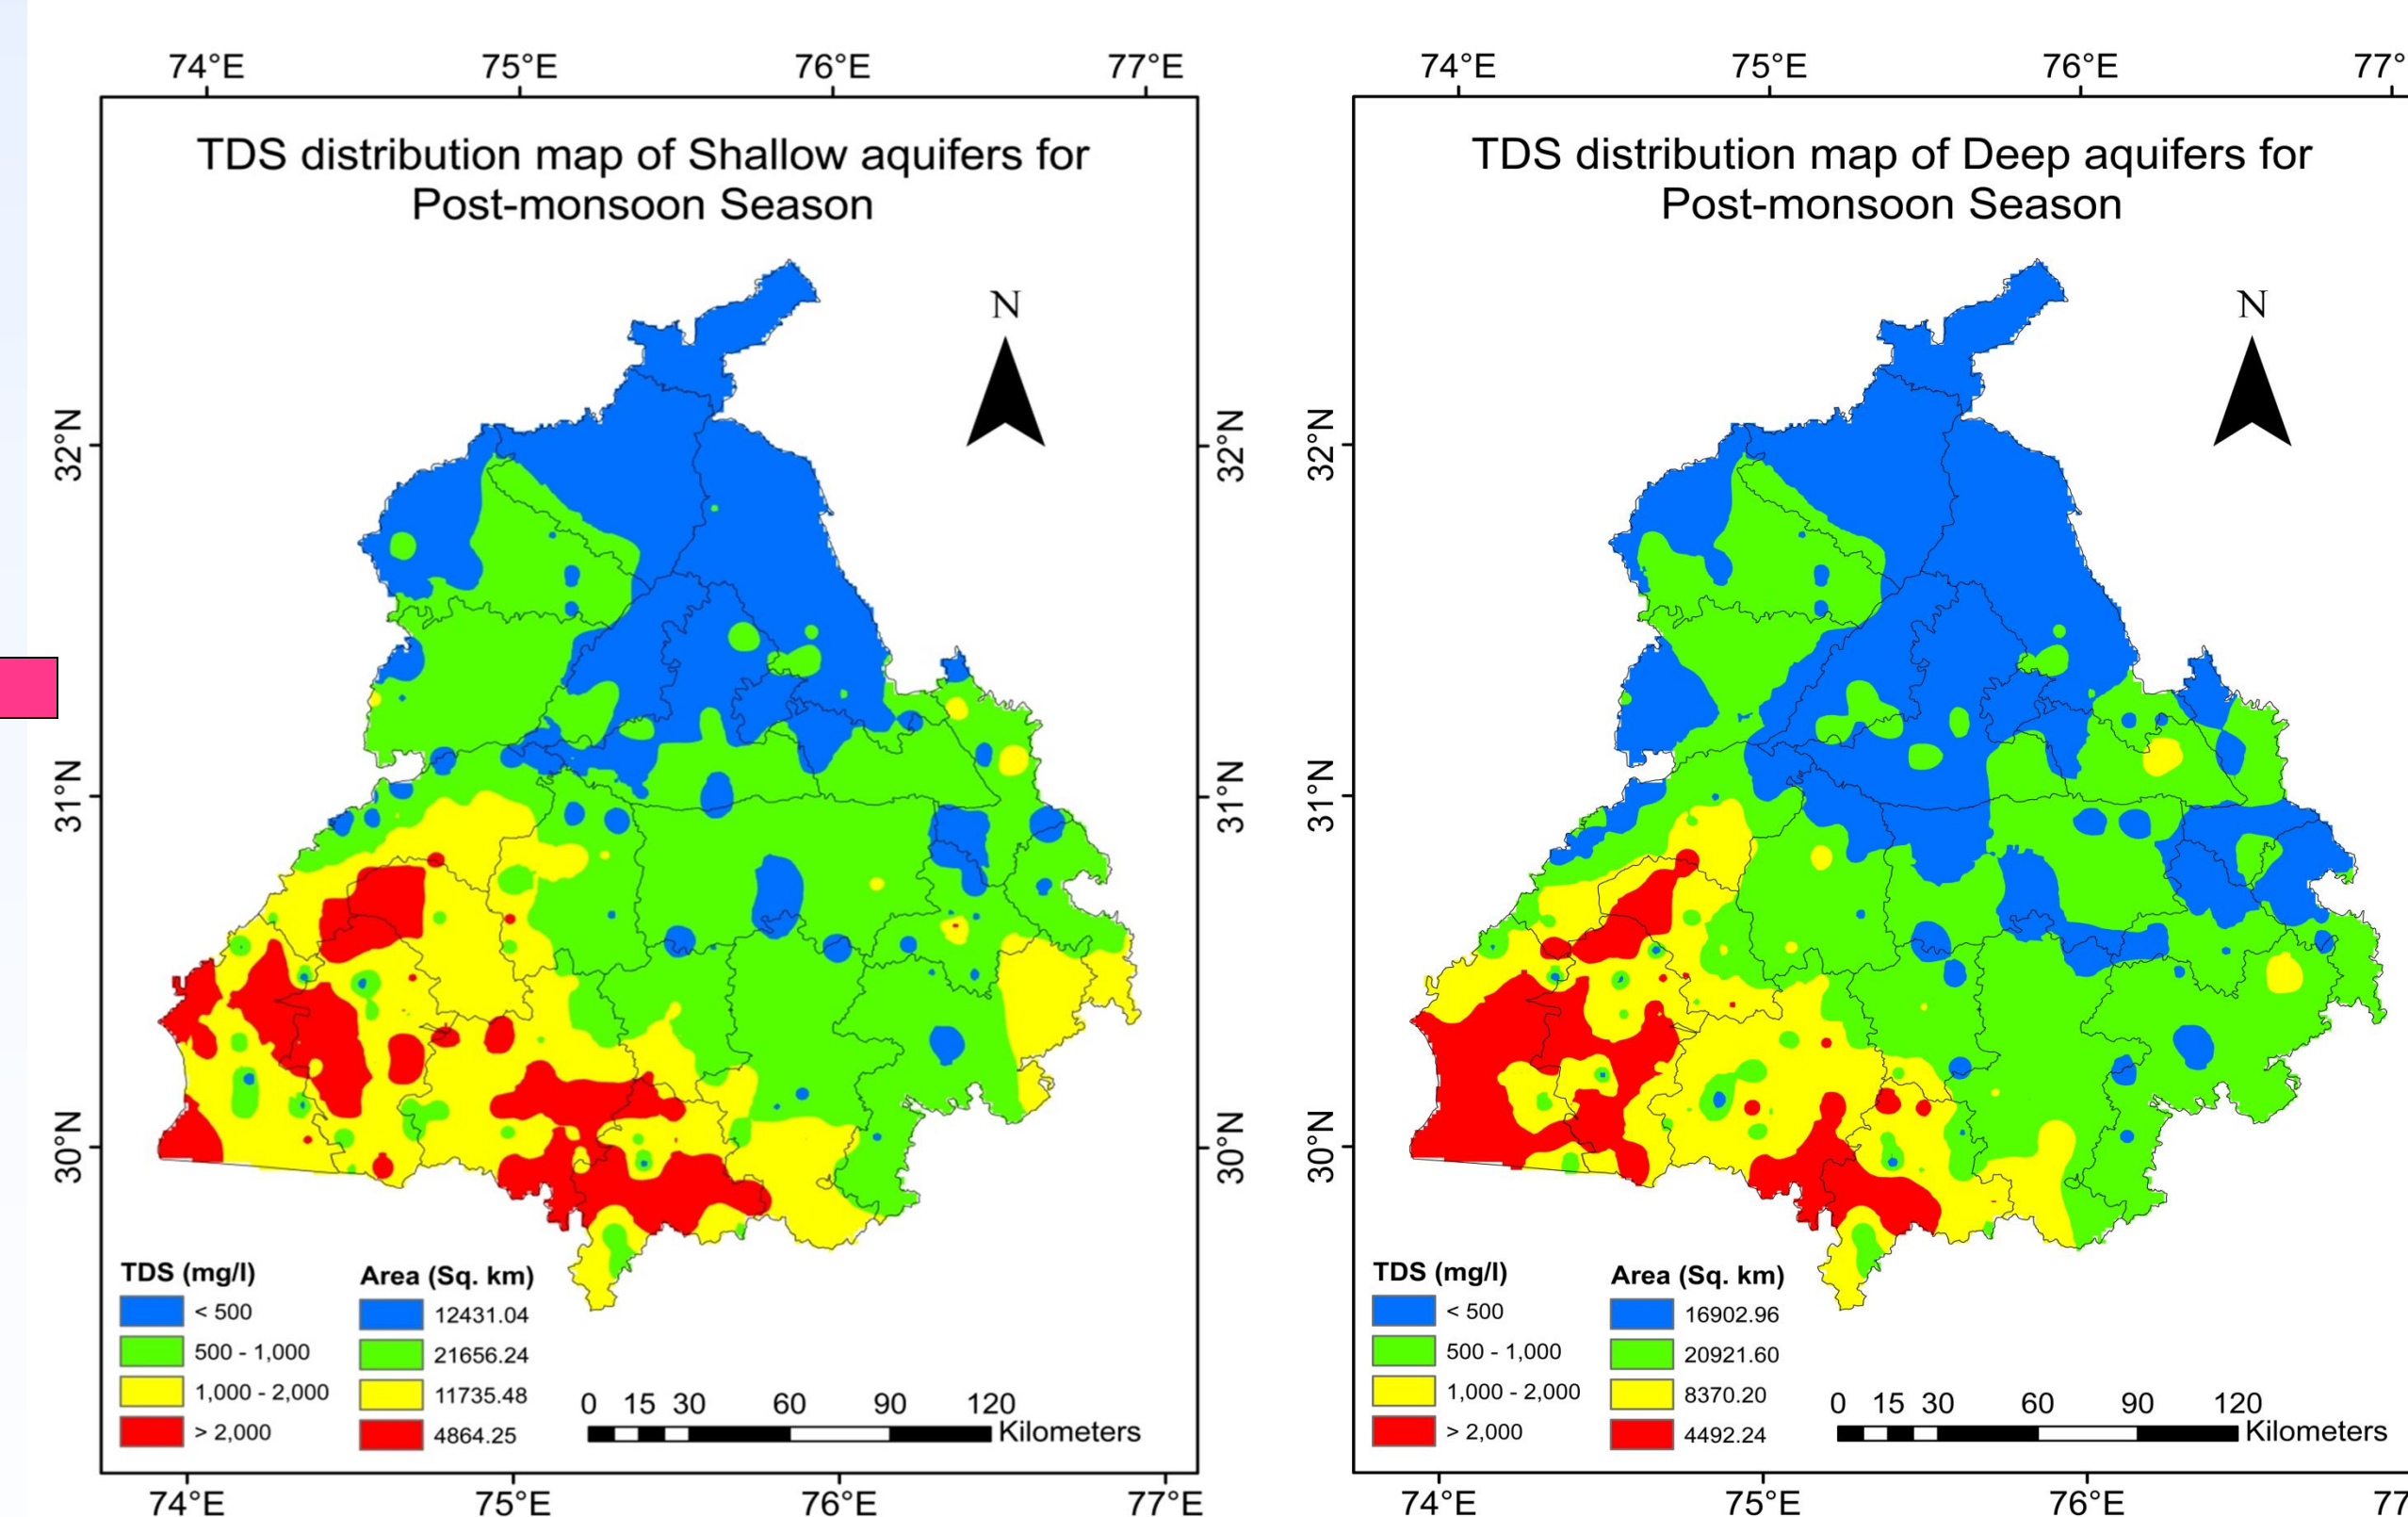 74°E 75°E 76°E 77°E
TDS distribution map of Shallow aquifers for
Post-monsoon Season
N
32°N 32°N
31°N 31°N
30°N 30°N
TDS (mg/l) Area (Sq. km)
< 500 12431.04
500 - 1,000 21656.24
1,000 - 2,000 11735.48
> 2,000 4864.25
0 15 30 60 90 120
Kilometers
74°E 75°E 76°E 77°E
74°E 75°E 76°E 77°
TDS distribution map of Deep aquifers for
Post-monsoon Season
N
32°N
31°N
30°N
TDS (mg/l) Area (Sq. km)
< 500 16902.96
500 - 1,000 20921.60
1,000 - 2,000 8370.20
> 2,000 4492.24
0 15 30 60 90 120
Kilometers
74°E 75°E 76°E 77